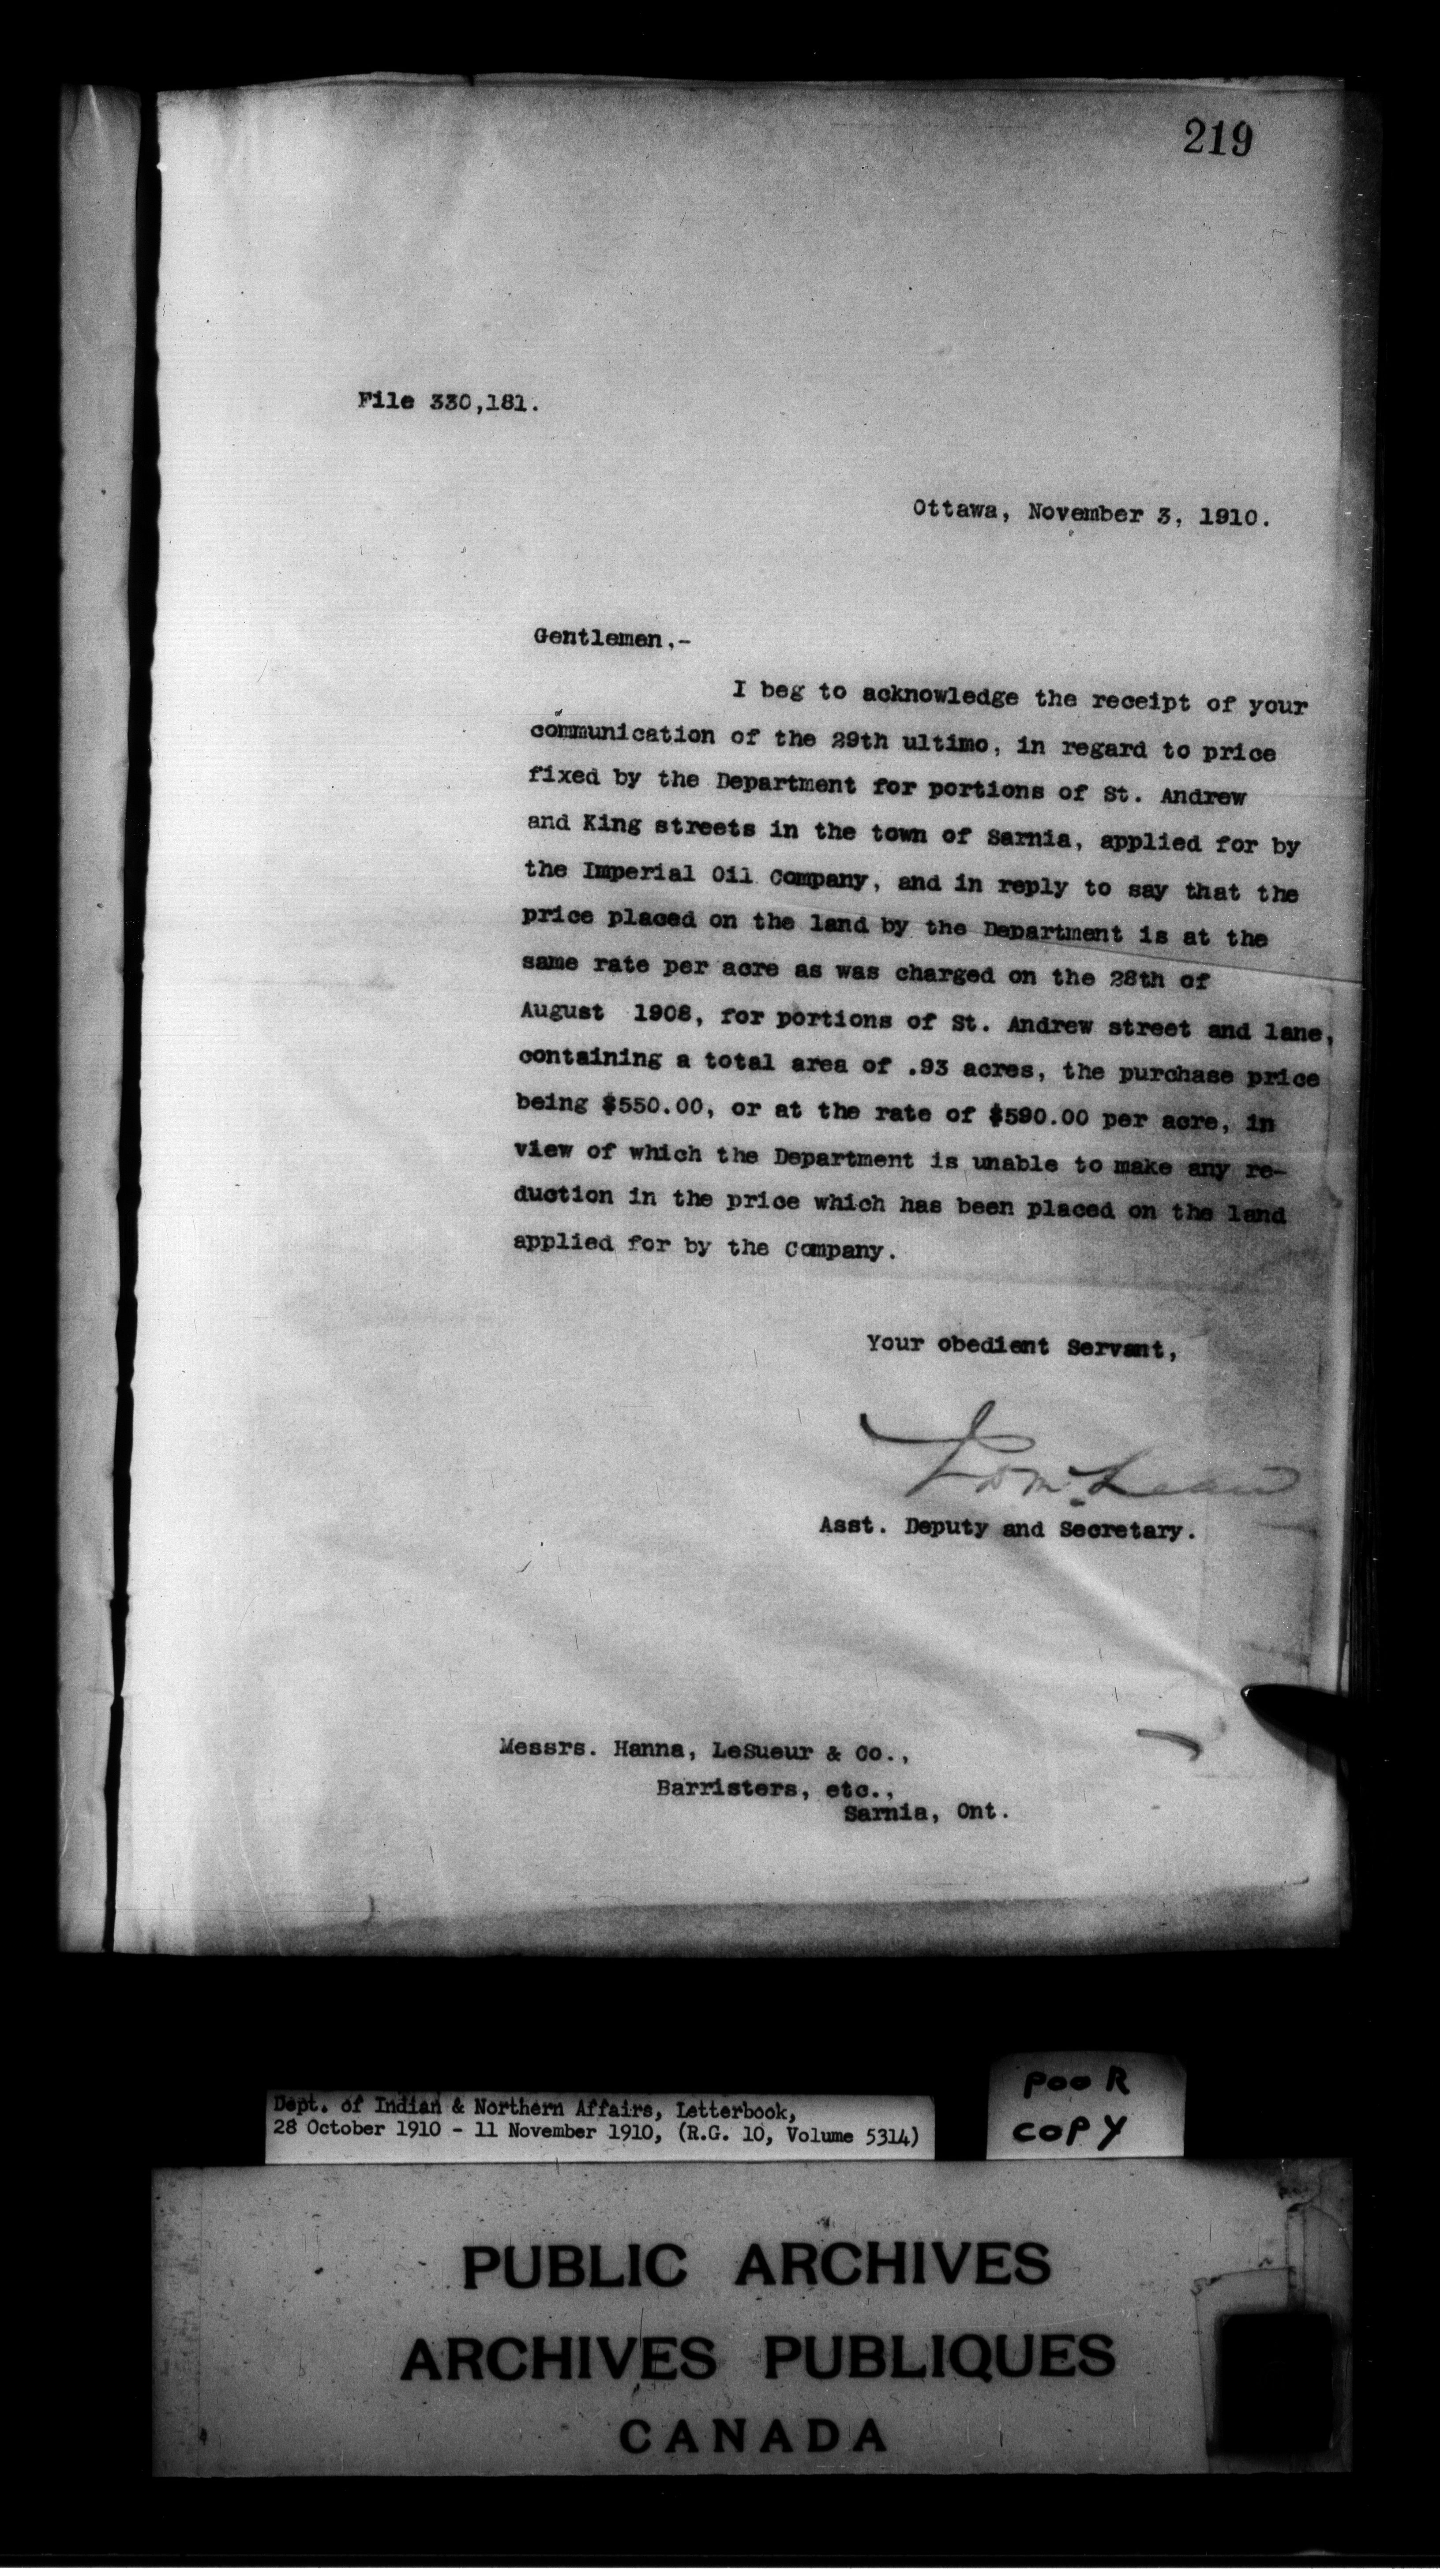 219
File 330,181.
Ottawa, November 3, 1910.
Gentlemen,-
I beg to acknowledge the receipt of your
communication of the 29th ultimo, in regard to price
fixed by the Department for portions of St. Andrew
and King streets in the town of Sarnia, applied for by
the Imperial Oil Company, and in reply to say that the
price placed on the land by the Department is at the
same rate per acre as was charged on the 28th of
August 1908, for portions of St. Andrew street and lane,
containing a total area of .93 acres, the purchase price
being $550.00, or at the rate of $590.00 per acre, in
view of which the Department is unable to make any re-
duction in the price which has been placed on the land
applied for by the Company.
Your obedient Servant,
McLean
Asst. Deputy and Secretary.
Messrs. Hanna, LeSueur & Co.,
Barristers, etc.,
Sarnia, Ont.
Dept. of Indian & Northern Affairs, Letterbook,
28 October 1910 - 11 November 1910, (R.G. 10, Volume 5314)
POOR
COPY
PUBLIC ARCHIVES
ARCHIVES PUBLIQUES
CANADA